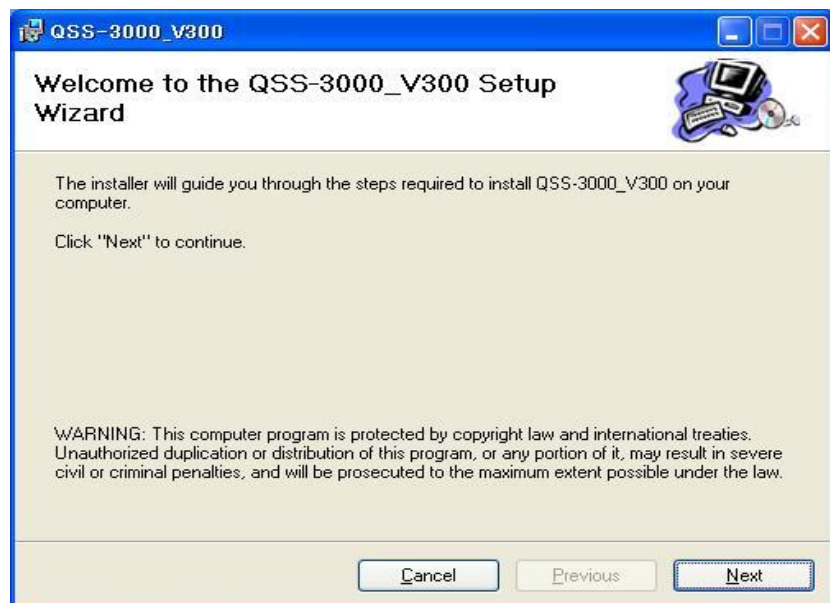 QSS-3000_V300
Welcome to the QSS-3000_V300 Setup
Wizard
The installer will guide you through the steps required to install QSS-3000_V300 on your
computer.
Click "Next" to continue.
WARNING: This computer program is protected by copyright law and international treaties.
Unauthorized duplication or distribution of this program, or any portion of it, may result in severe
civil or criminal penalties, and will be prosecuted to the maximum extent possible under the law.
Cancel Previous Next